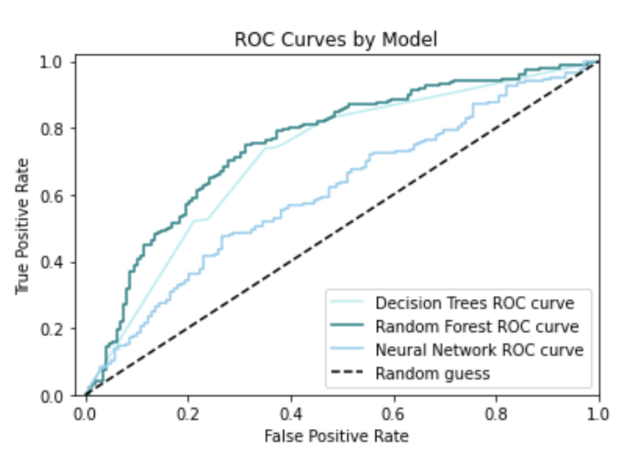 ROC Curves by Model
1.0
0.8
0.6
0.4
0.2
0.0
True Positive Rate
Decision Trees ROC curve
Random Forest ROC curve
Neural Network ROC curve
Random guess
0.0 0.2 0.4 0.6 0.8 1.0
False Positive Rate